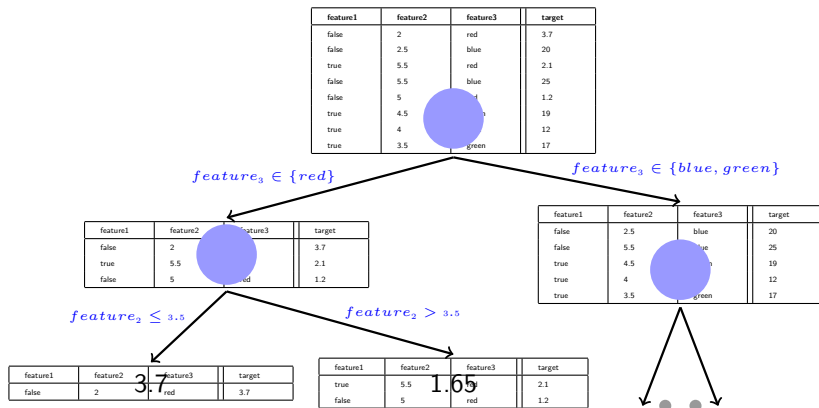 feature1 feature2 feature3 target
false 2 red 3.7
false 2.5 blue 20
true 5.5 red 2.1
false 5.5 blue 25
false 5 1.2
true 4.5 19
true 4 12
true 3.5 green 17
feature₃ ∈ {red}
feature₃ ∈ {blue, green}
feature1 feature2 feature3 target
false 2 3.7
true 5.5 2.1
false 5 red 1.2
feature1 feature2 feature3 target
false 2.5 blue 20
false 5.5 25
true 4.5 19
true 4 12
true 3.5 green 17
feature₂ ≤ 3.5
feature₂ > 3.5
feature1 feature2 feature3 target
false 2 red 3.7
3.7
feature1 feature2 feature3 target
true 5.5 red 2.1
false 5 red 1.2
1.65